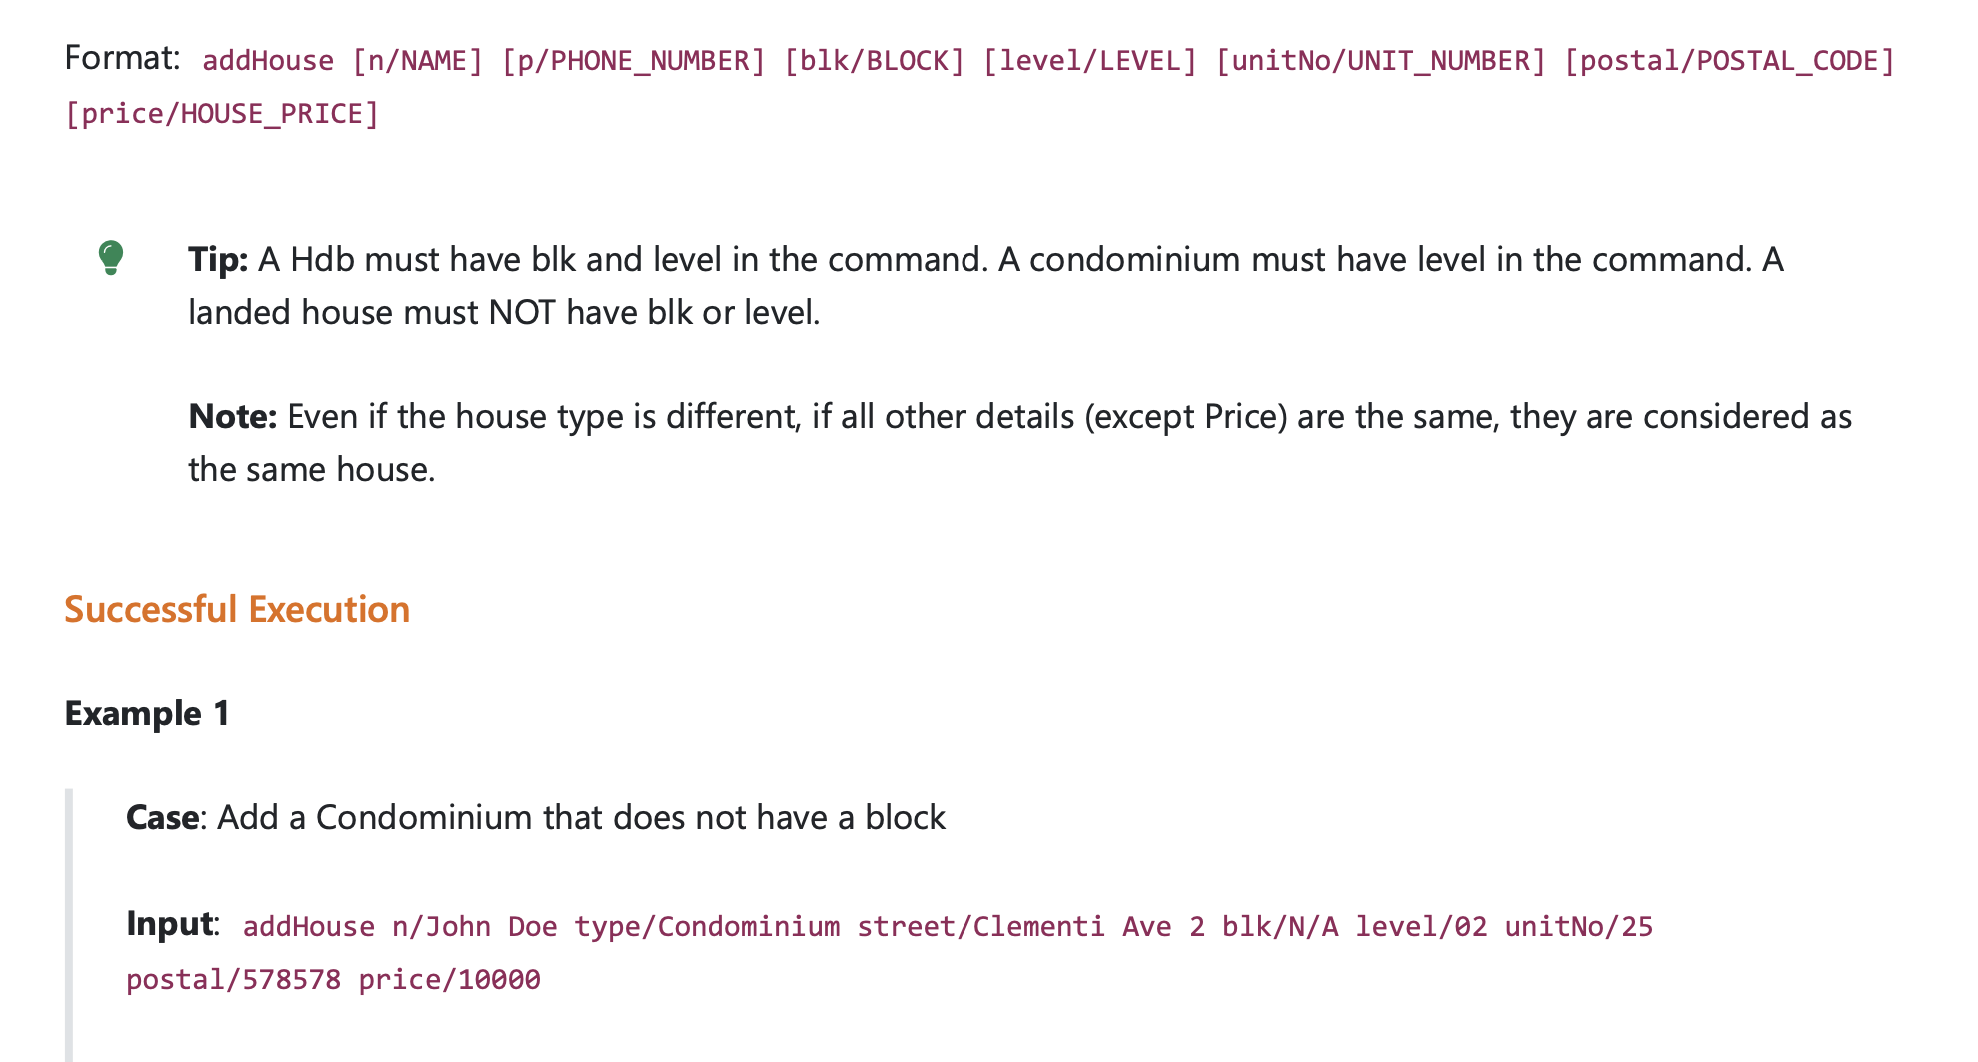 Format: addHouse [n/NAME] [p/PHONE_NUMBER] [blk/BLOCK] [level/LEVEL] [unitNo/UNIT_NUMBER] [postal/POSTAL_CODE]
[price/HOUSE_PRICE]
Tip: A Hdb must have blk and level in the command. A condominium must have level in the command. A
landed house must NOT have blk or level.
Note: Even if the house type is different, if all other details (except Price) are the same, they are considered as
the same house.
Successful Execution
Example 1
Case: Add a Condominium that does not have a block
Input: addHouse n/John Doe type/Condominium street/Clementi Ave 2 blk/N/A level/02 unitNo/25
postal/578578 price/10000